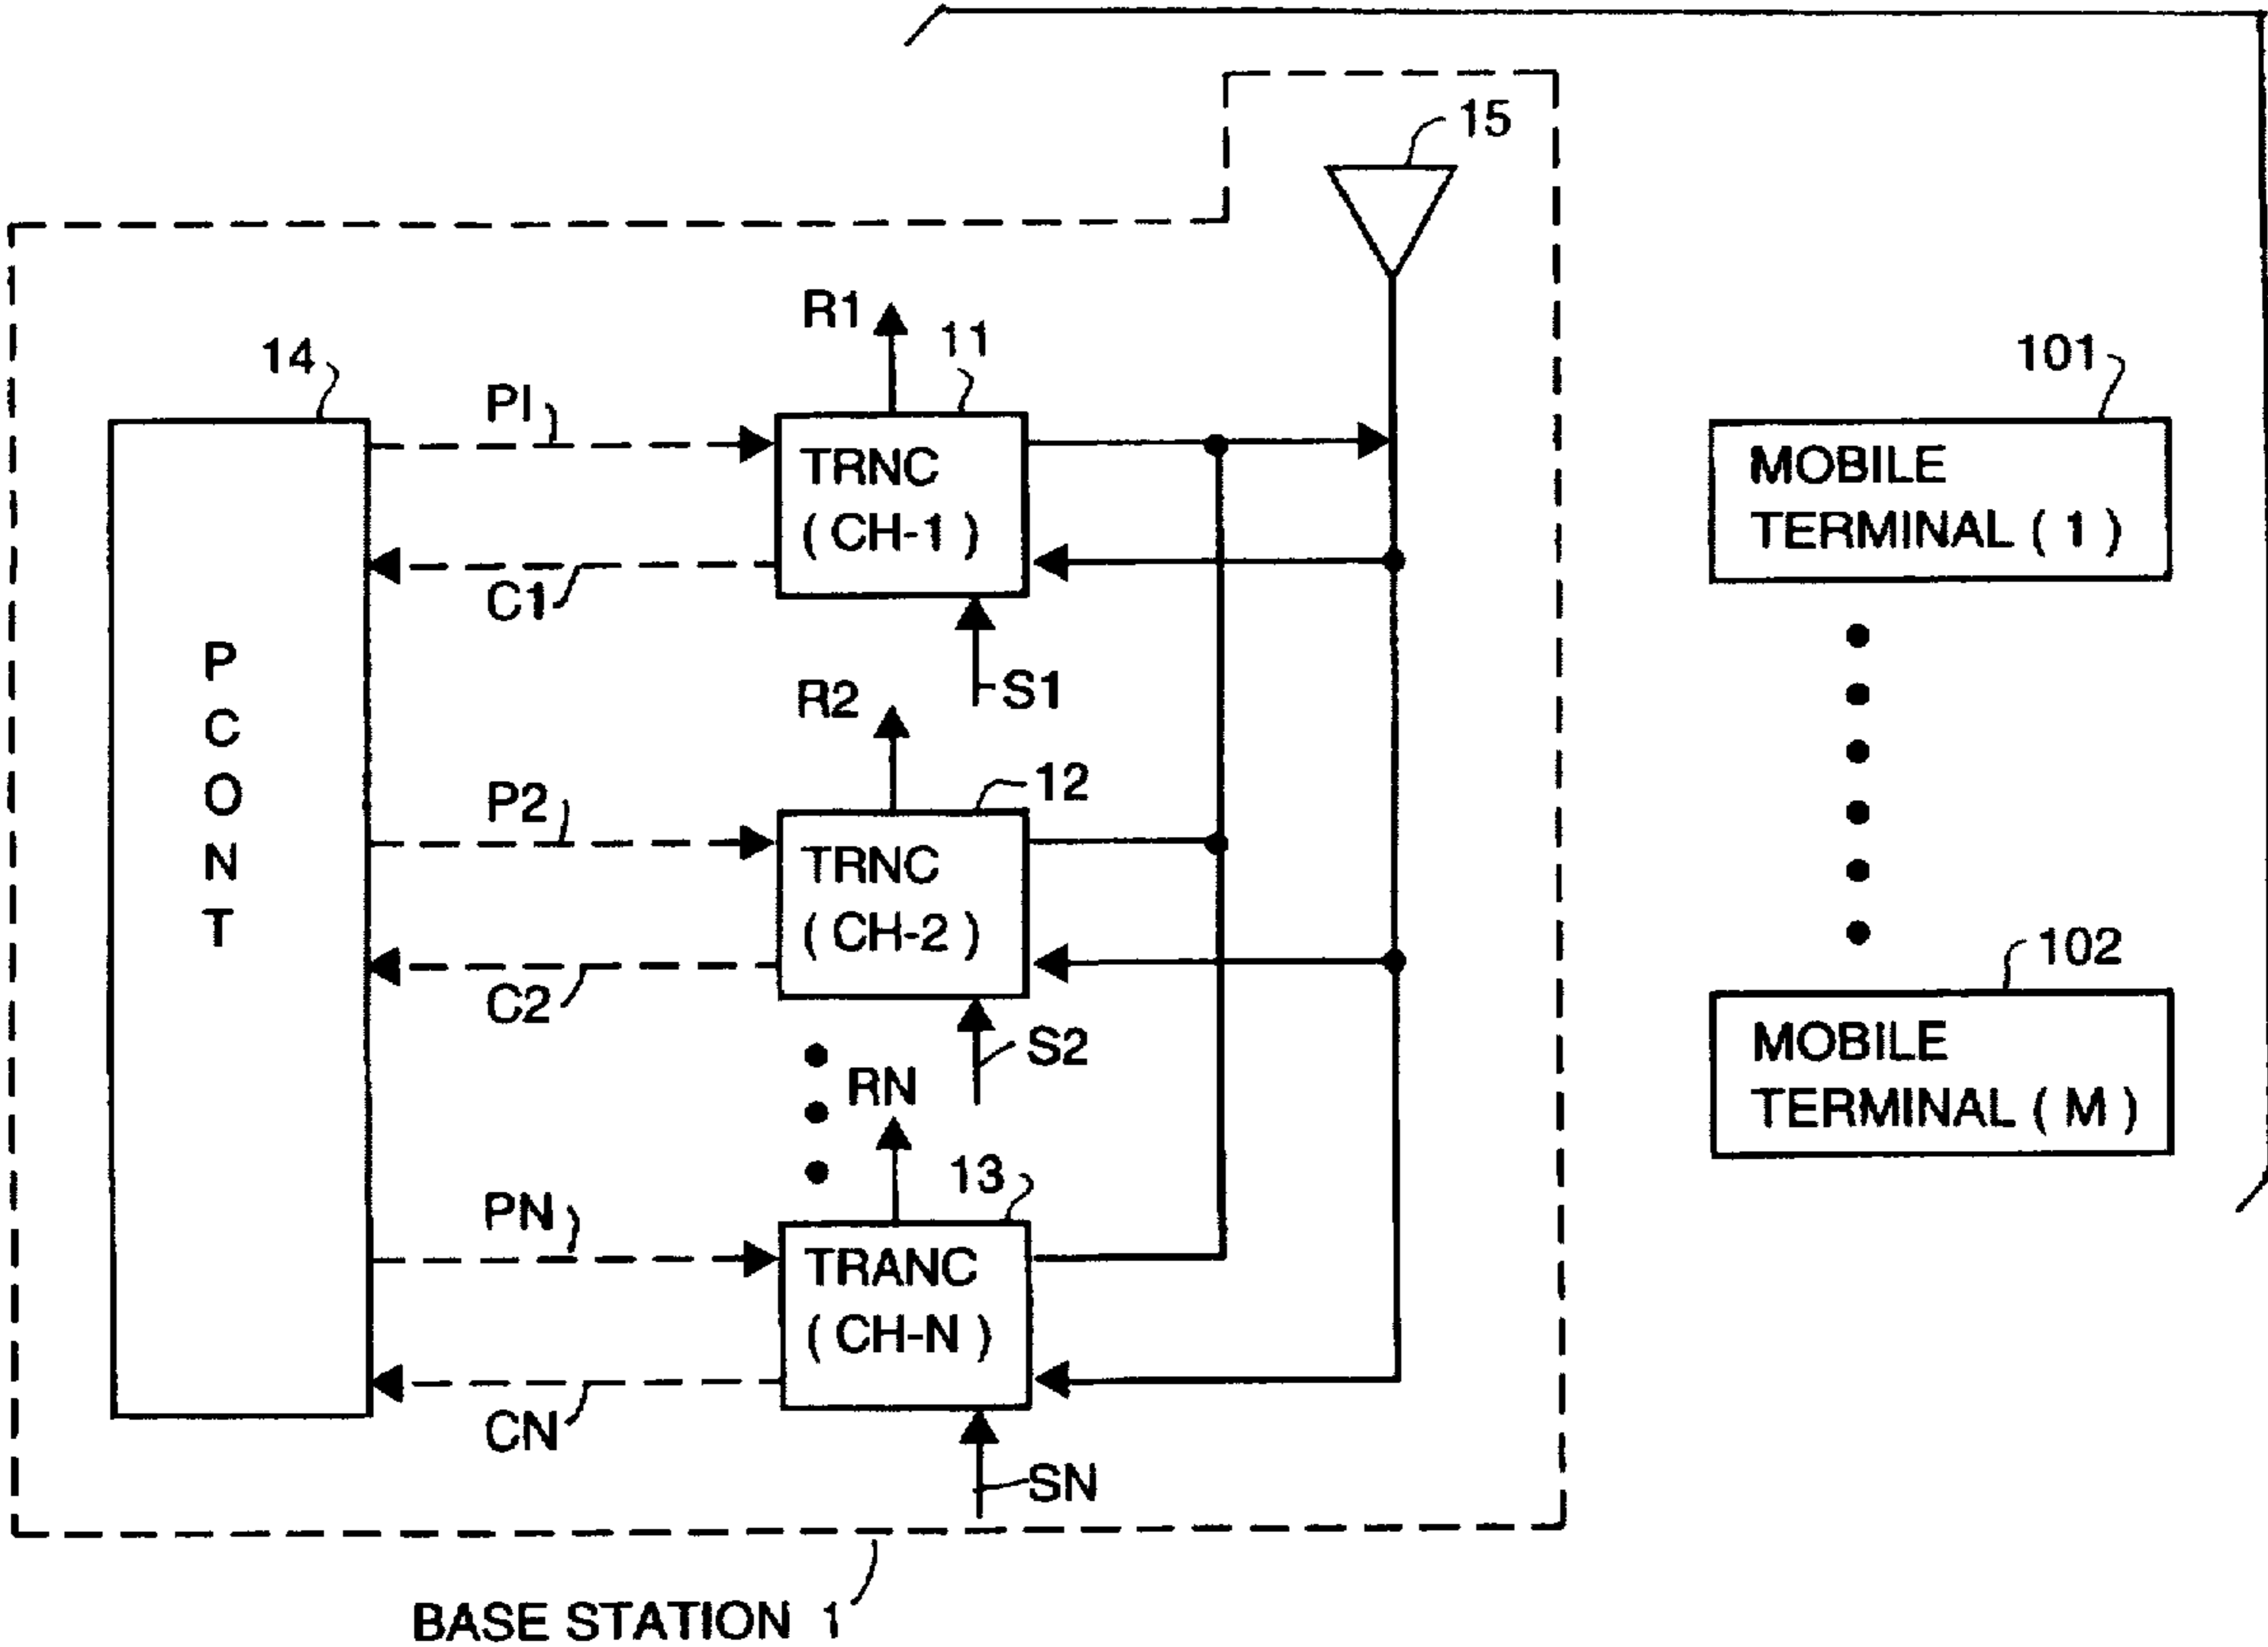 15
R1
11
14
PI
101
TRNC
( CH-1 )
MOBILE
TERMINAL ( 1 )
C1
P
C
O
N
T
S1
R2
12
P2
TRNC
( CH-2 )
102
C2
S2
MOBILE
TERMINAL ( M )
RN
13
PN
TRANC
( CH-N )
CN
SN
BASE STATION 1